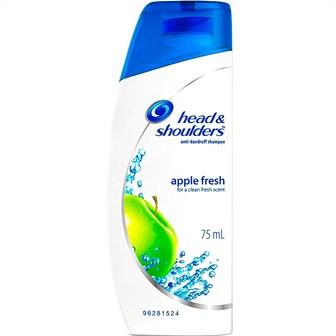 head &
shoulders
anti-dandruff shampoo
apple fresh
for a clean fresh scent
75 mL
96281524